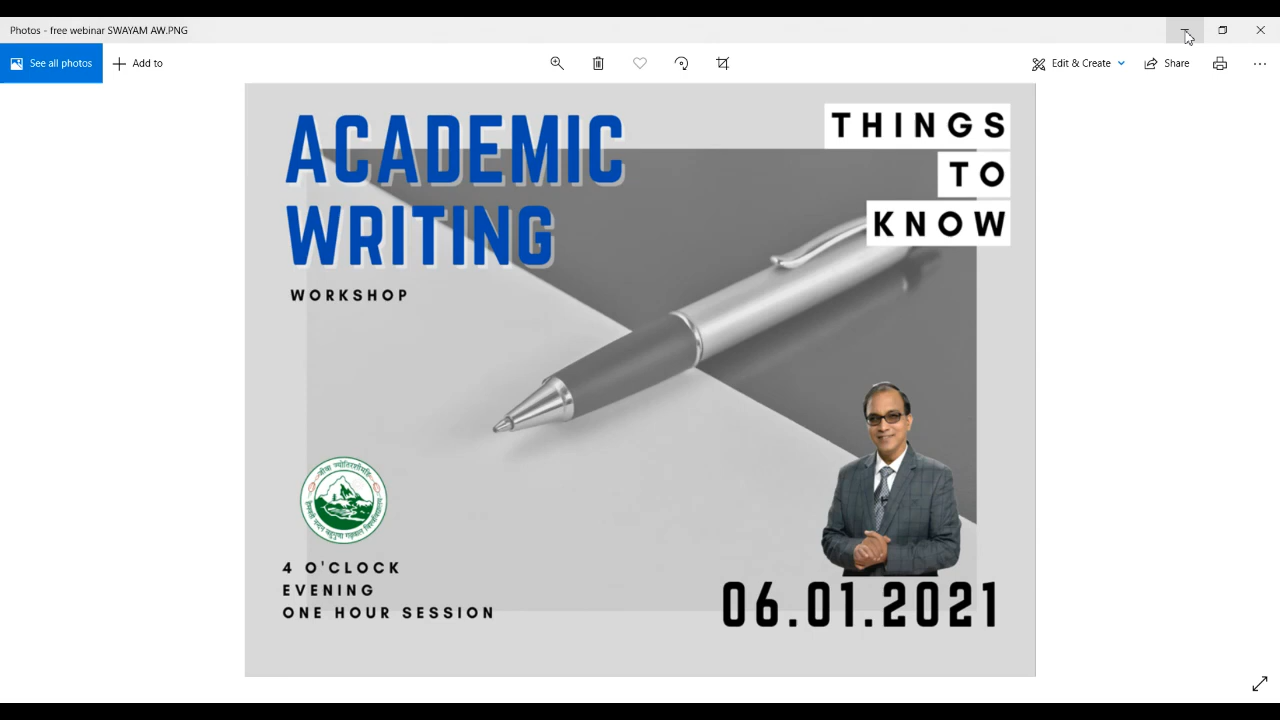 Photos - free webinar SWAYAM AW.PNG
See all photos
Add to
Edit & Create
Share
ACADEMIC
WRITING
WORKSHOP
THINGS
TO
KNOW
4 O'CLOCK
EVENING
ONE HOUR SESSION
06.01.2021